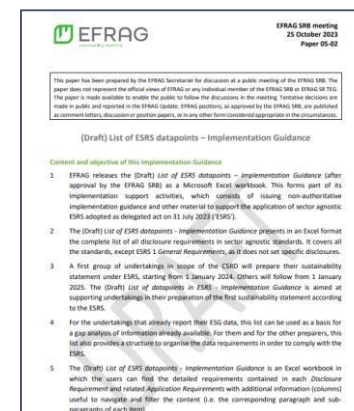 EFRAG
EFRAG SRB meeting
25 October 2023
Paper 05-02
This paper has been prepared by the EFRAG Secretariat for discussion at a public meeting of the EFRAG SRB. The
paper does not represent the official views of EFRAG or any individual member of the EFRAG SRB or EFRAG SR TEG.
The paper is made available to enable the public to follow the discussions in the meeting. Tentative decisions are
made in public and reported in the EFRAG Update. EFRAG positions, as approved by the EFRAG SRB, are published
as comment letters, discussion or position papers, or in any other form considered appropriate in the circumstances.
(Draft) List of ESRS datapoints – Implementation Guidance
Content and objective of this Implementation Guidance
1 EFRAG releases the (Draft) List of ESRS datapoints – Implementation Guidance (after
approval by the EFRAG SRB) as a Microsoft Excel workbook. This forms part of its
implementation support activities, which consists of issuing non-authoritative
implementation guidance and other material to support the application of sector agnostic
ESRS adopted as delegated act on 31 July 2023 ('ESRS').
2 The (Draft) List of ESRS datapoints - Implementation Guidance presents in an Excel format
the complete list of all disclosure requirements in sector agnostic standards. It covers all
the standards, except ESRS 1 General Requirements, as it does not set specific disclosures.
3 A first group of undertakings in scope of the CSRD will prepare their sustainability
statement under ESRS, starting from 1 January 2024. Others will follow from 1 January
2025. The (Draft) List of datapoints in ESRS - Implementation Guidance is aimed at
supporting undertakings in their preparation of the first sustainability statement according
to the ESRS.
4 For the undertakings that already report their ESG data, this list can be used as a basis for
a gap analysis of information already available. For them and for the other preparers, this
list also provides a structure to organise the data requirements in order to comply with the
ESRS.
5 The (Draft) List of ESRS datapoints - Implementation Guidance is an Excel workbook in
which the users can find the detailed requirements contained in each Disclosure
Requirement and related Application Requirements with additional information (columns)
useful to navigate and filter the content (i.e. the corresponding paragraph and sub-
paragraphs of each item).
DRAFT